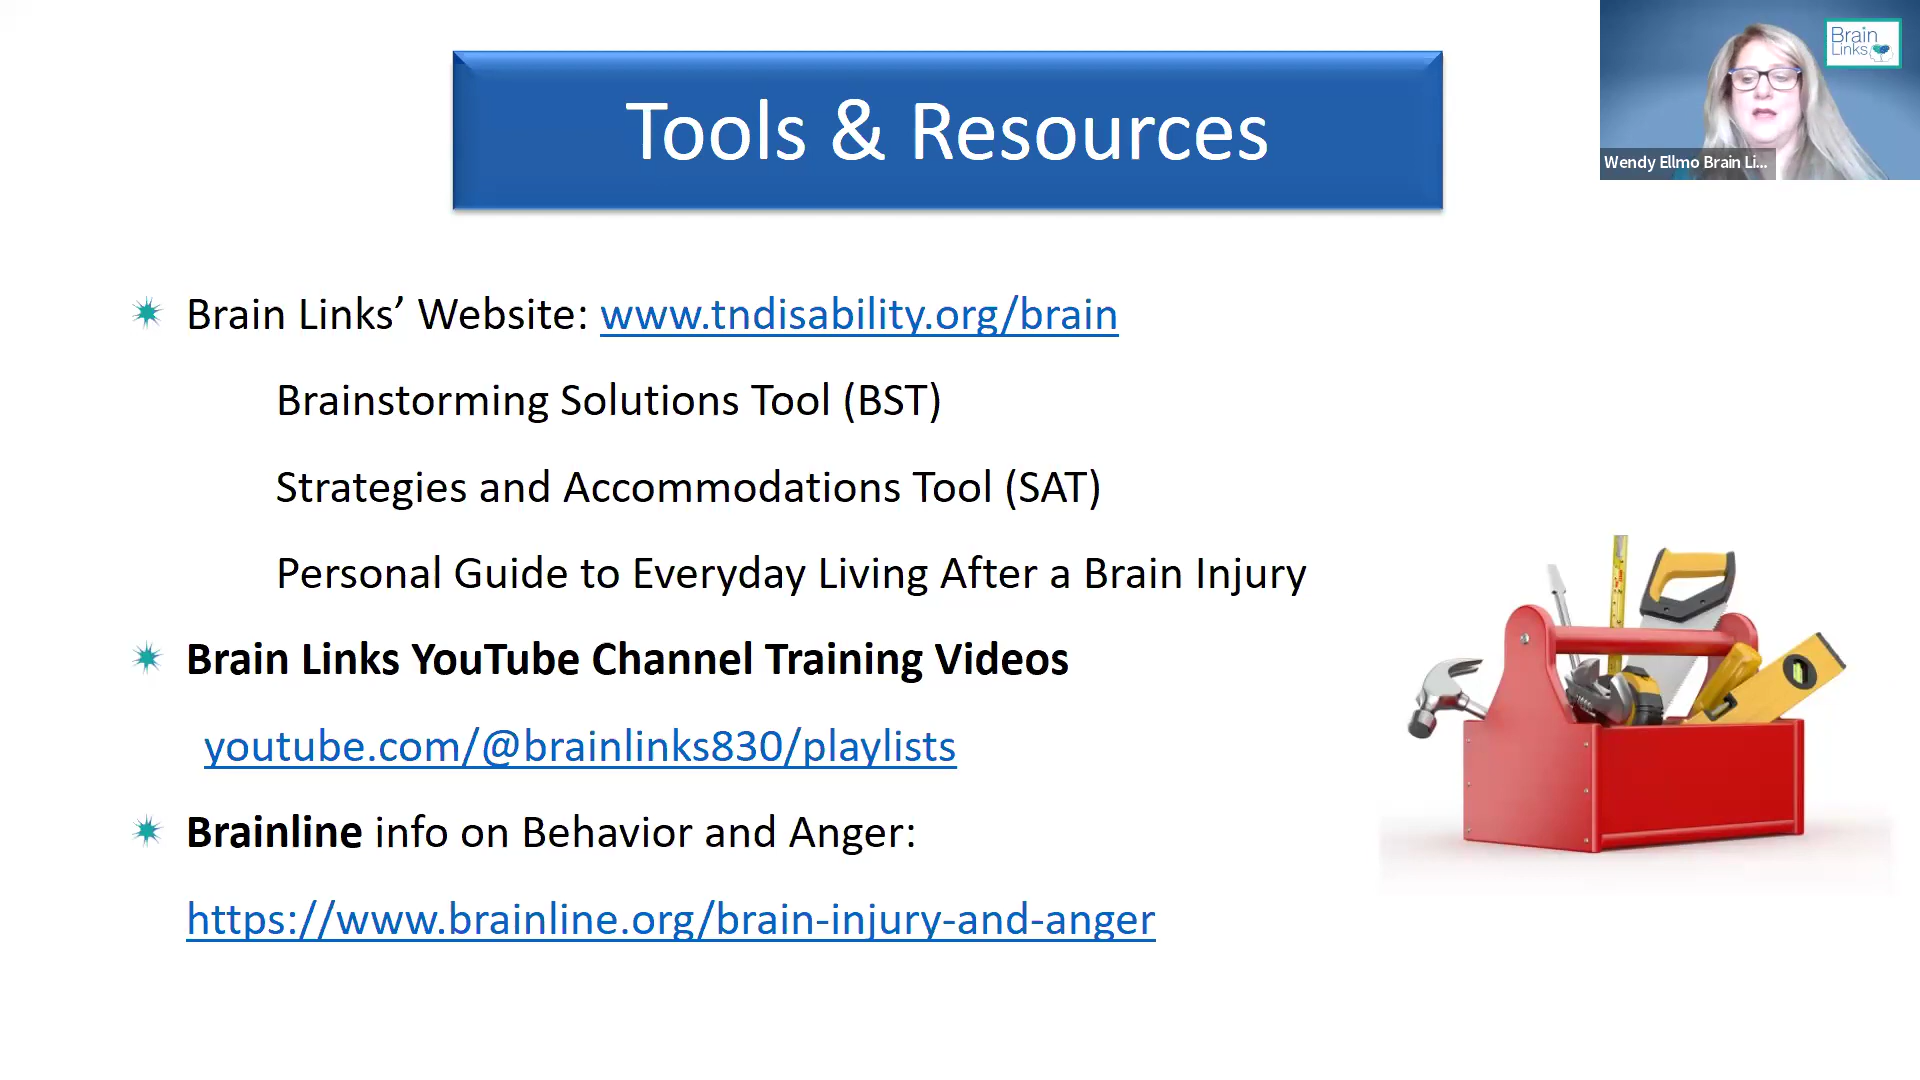 Tools & Resources
Brain Links
Wendy Ellmo Brain Li...
Brain Links’ Website: www.tndisability.org/brain
Brainstorming Solutions Tool (BST)
Strategies and Accommodations Tool (SAT)
Personal Guide to Everyday Living After a Brain Injury
Brain Links YouTube Channel Training Videos
youtube.com/@brainlinks830/playlists
Brainline info on Behavior and Anger:
https://www.brainline.org/brain-injury-and-anger